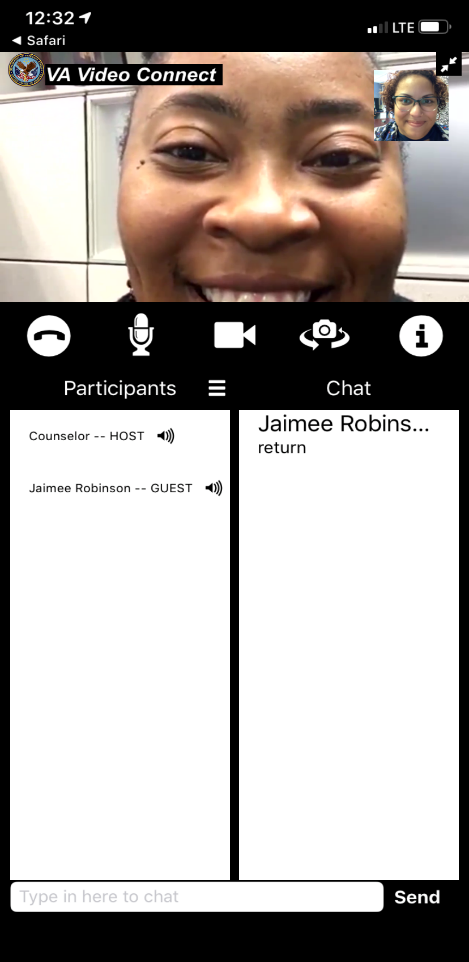 12:32
LTE
Safari
VA Video Connect
Participants
Chat
Counselor -- HOST
Jaimee Robinson -- GUEST
Jaimee Robins...
return
Type in here to chat
Send